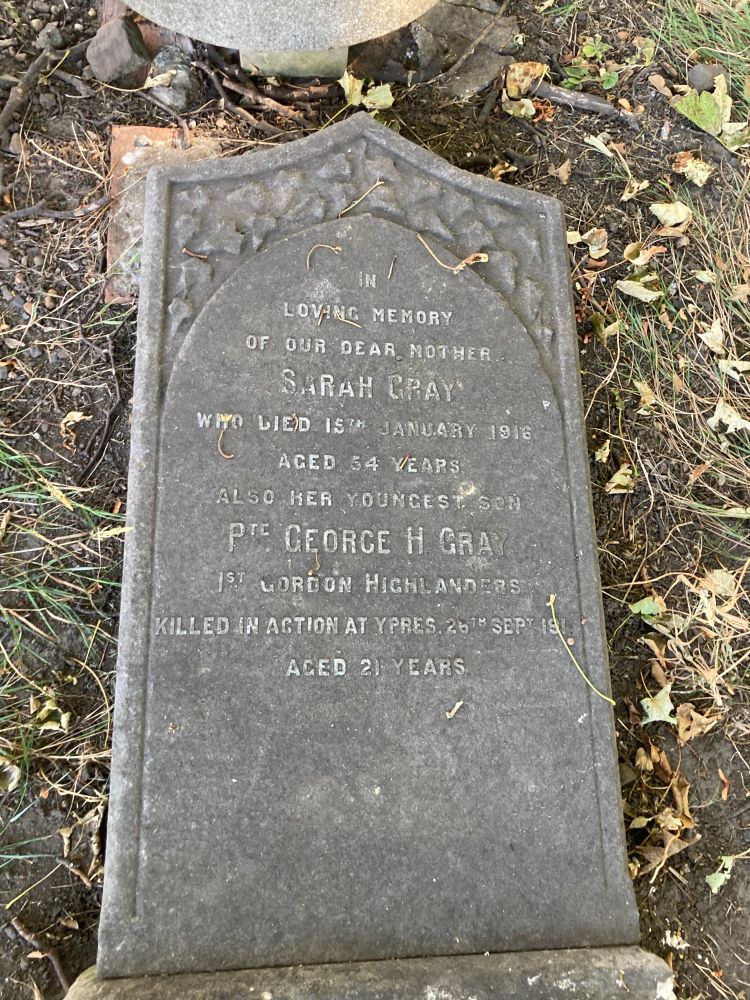 IN
LOVING MEMORY
OF OUR DEAR MOTHER
SARAH GRAY
WHO DIED 15TH JANUARY 1916
AGED 54 YEARS
ALSO HER YOUNGEST SON
PTE GEORGE H. GRAY
1ST GORDON HIGHLANDERS
KILLED IN ACTION AT YPRES. SEPT
AGED 21 YEARS